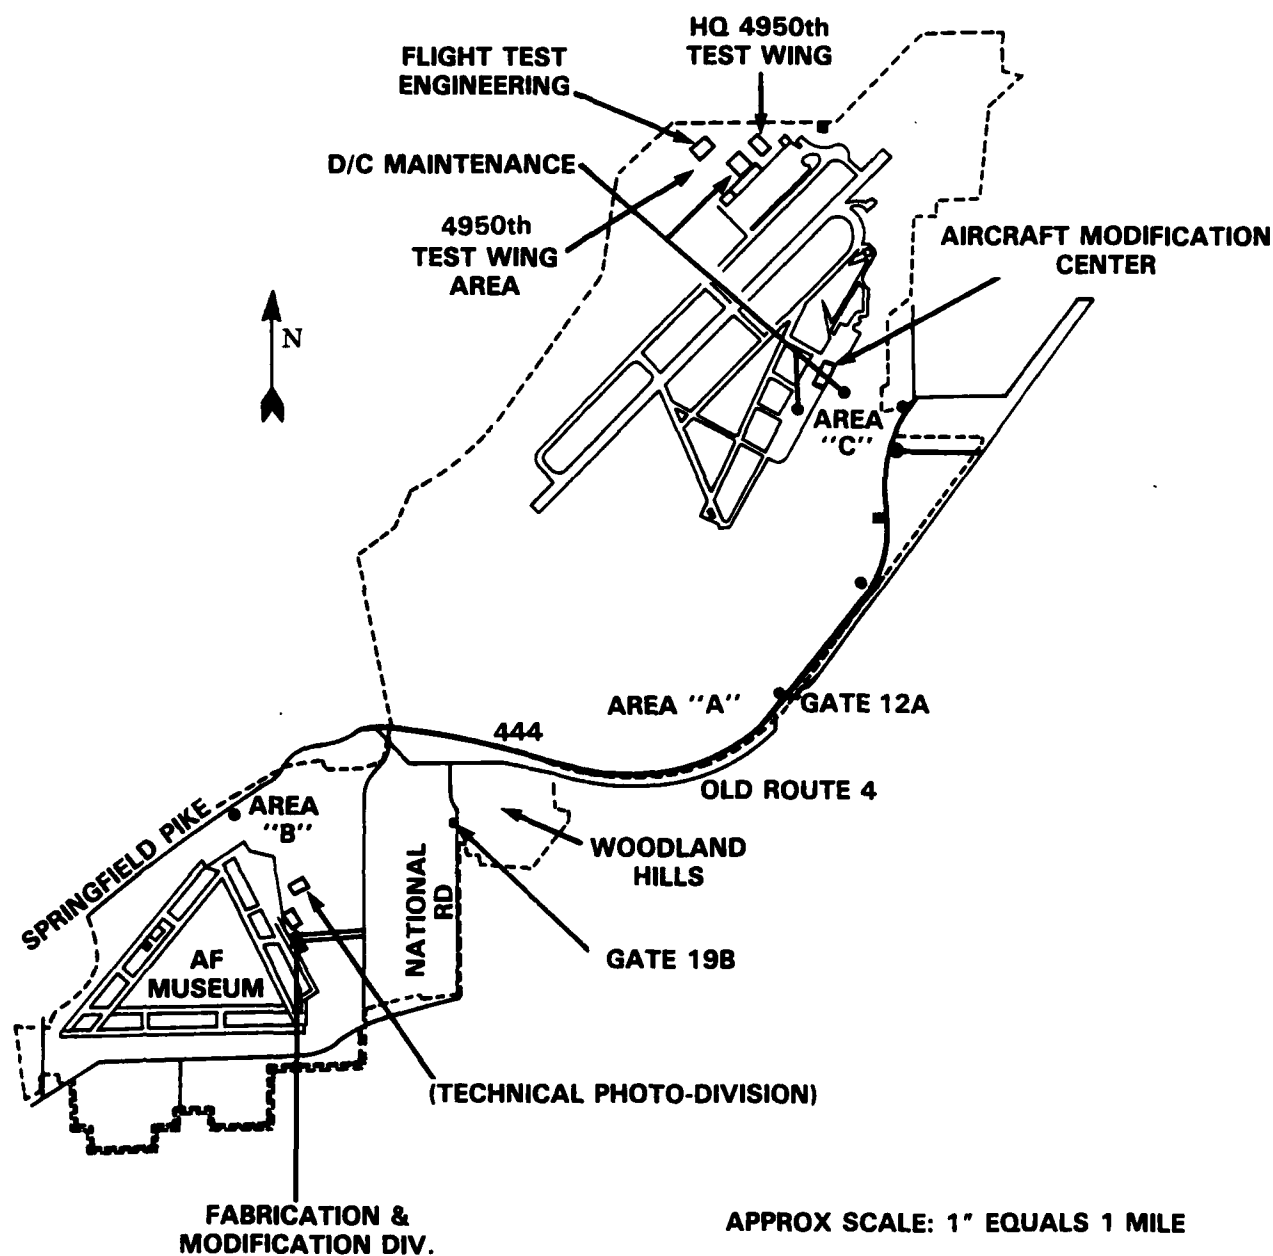 HQ 4950th
TEST WING
FLIGHT TEST
ENGINEERING
D/C MAINTENANCE
4950th
TEST WING
AREA
AIRCRAFT MODIFICATION
CENTER
N
AREA
"C"
AREA "A"
GATE 12A
444
OLD ROUTE 4
AREA
"B"
SPRINGFIELD PIKE
WOODLAND
HILLS
NATIONAL
RD
GATE 19B
AF
MUSEUM
(TECHNICAL PHOTO-DIVISION)
FABRICATION &
MODIFICATION DIV.
APPROX SCALE: 1" EQUALS 1 MILE